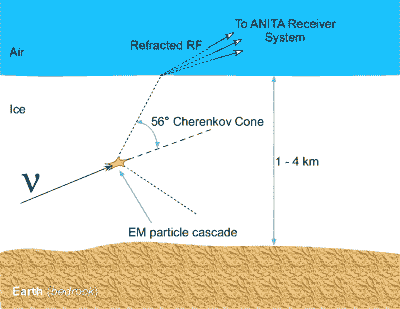 To ANITA Receiver
System
Refracted RF
Air
Ice
56° Cherenkov Cone
1 - 4 km
ν
EM particle cascade
Earth (bedrock)